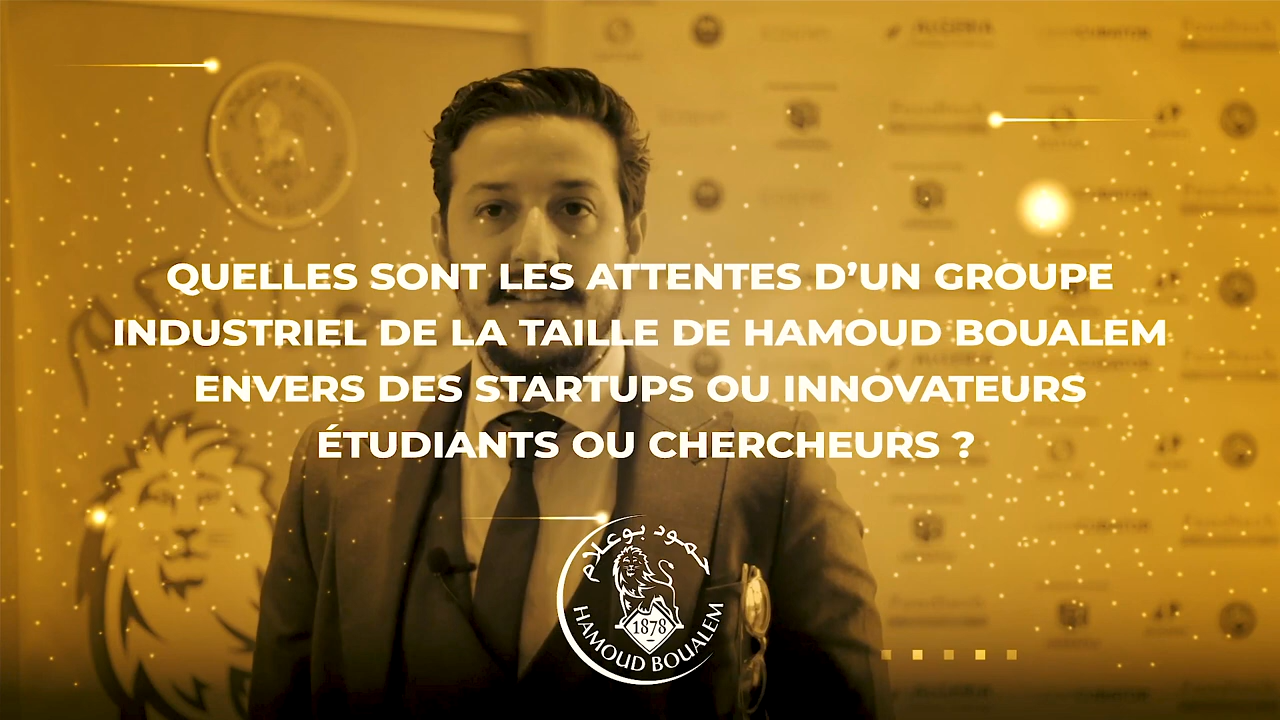 QUELLES SONT LES ATTENTES D’UN GROUPE
INDUSTRIEL DE LA TAILLE DE HAMOUD BOUALEM
ENVERS DES STARTUPS OU INNOVATEURS
ÉTUDIANTS OU CHERCHEURS ?
حمود بوعلام
1878
HAMOUD BOUALEM
ALGERIA